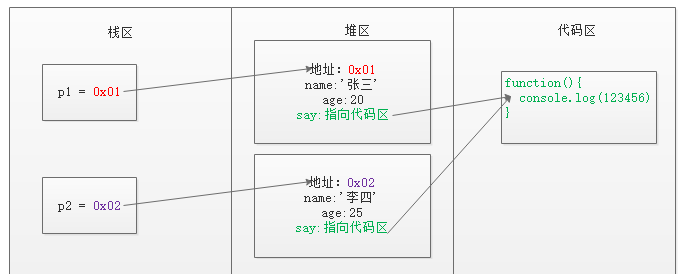 栈区
堆区
代码区
p1 = 0x01
地址：0x01
name:'张三'
age:20
say:指向代码区
function(){
console.log(123456)
}
p2 = 0x02
地址：0x02
name:'李四'
age:25
say:指向代码区